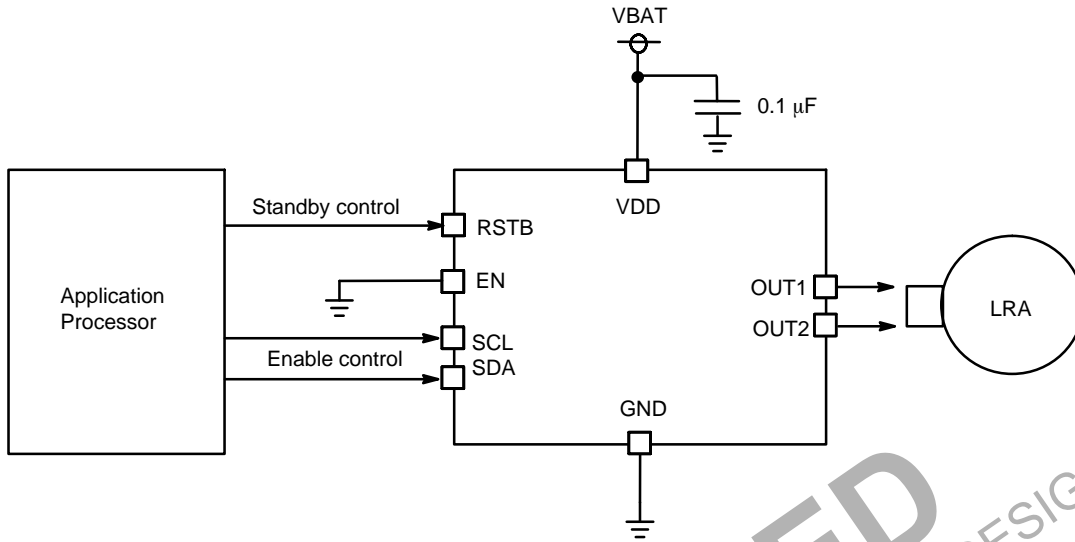 VBAT
0.1 μF
VDD
Standby control
RSTB
EN
Application
Processor
SCL
Enable control
SDA
OUT1
OUT2
LRA
GND